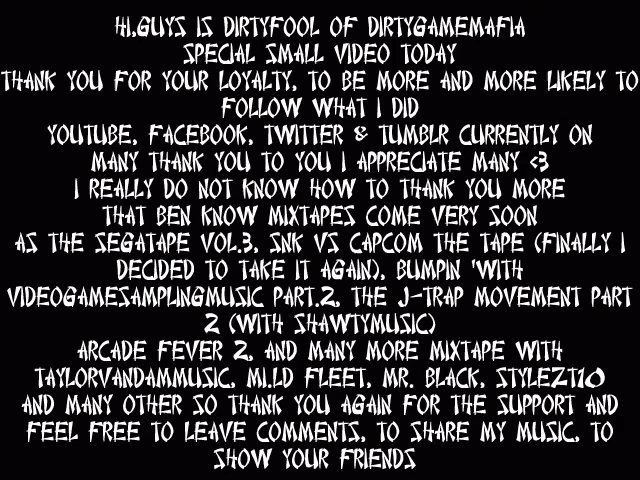 HI,GUYS IS DIRTYFOOL OF DIRTYGAMEMAFIA
SPECIAL SMALL VIDEO TODAY
THANK YOU FOR YOUR LOYALTY, TO BE MORE AND MORE LIKELY TO
FOLLOW WHAT I DID
YOUTUBE, FACEBOOK, TWITTER & TUMBLR CURRENTLY ON
MANY THANK YOU TO YOU I APPRECIATE MANY <3
I REALLY DO NOT KNOW HOW TO THANK YOU MORE
THAT BEN KNOW MIXTAPES COME VERY SOON
AS THE SEGATAPE VOL.3, SNK VS CAPCOM THE TAPE (FINALLY I
DECIDED TO TAKE IT AGAIN), BUMPIN 'WITH
VIDEOGAMESAMPLINGMUSIC PART.2, THE J-TRAP MOVEMENT PART
2 (WITH SHAWTYMUSIC)
ARCADE FEVER 2, AND MANY MORE MIXTAPE WITH
TAYLORVANDAMMUSIC, MI.LD FLEET, MR. BLACK, STYLEZT10
AND MANY OTHER SO THANK YOU AGAIN FOR THE SUPPORT AND
FEEL FREE TO LEAVE COMMENTS, TO SHARE MY MUSIC, TO
SHOW YOUR FRIENDS